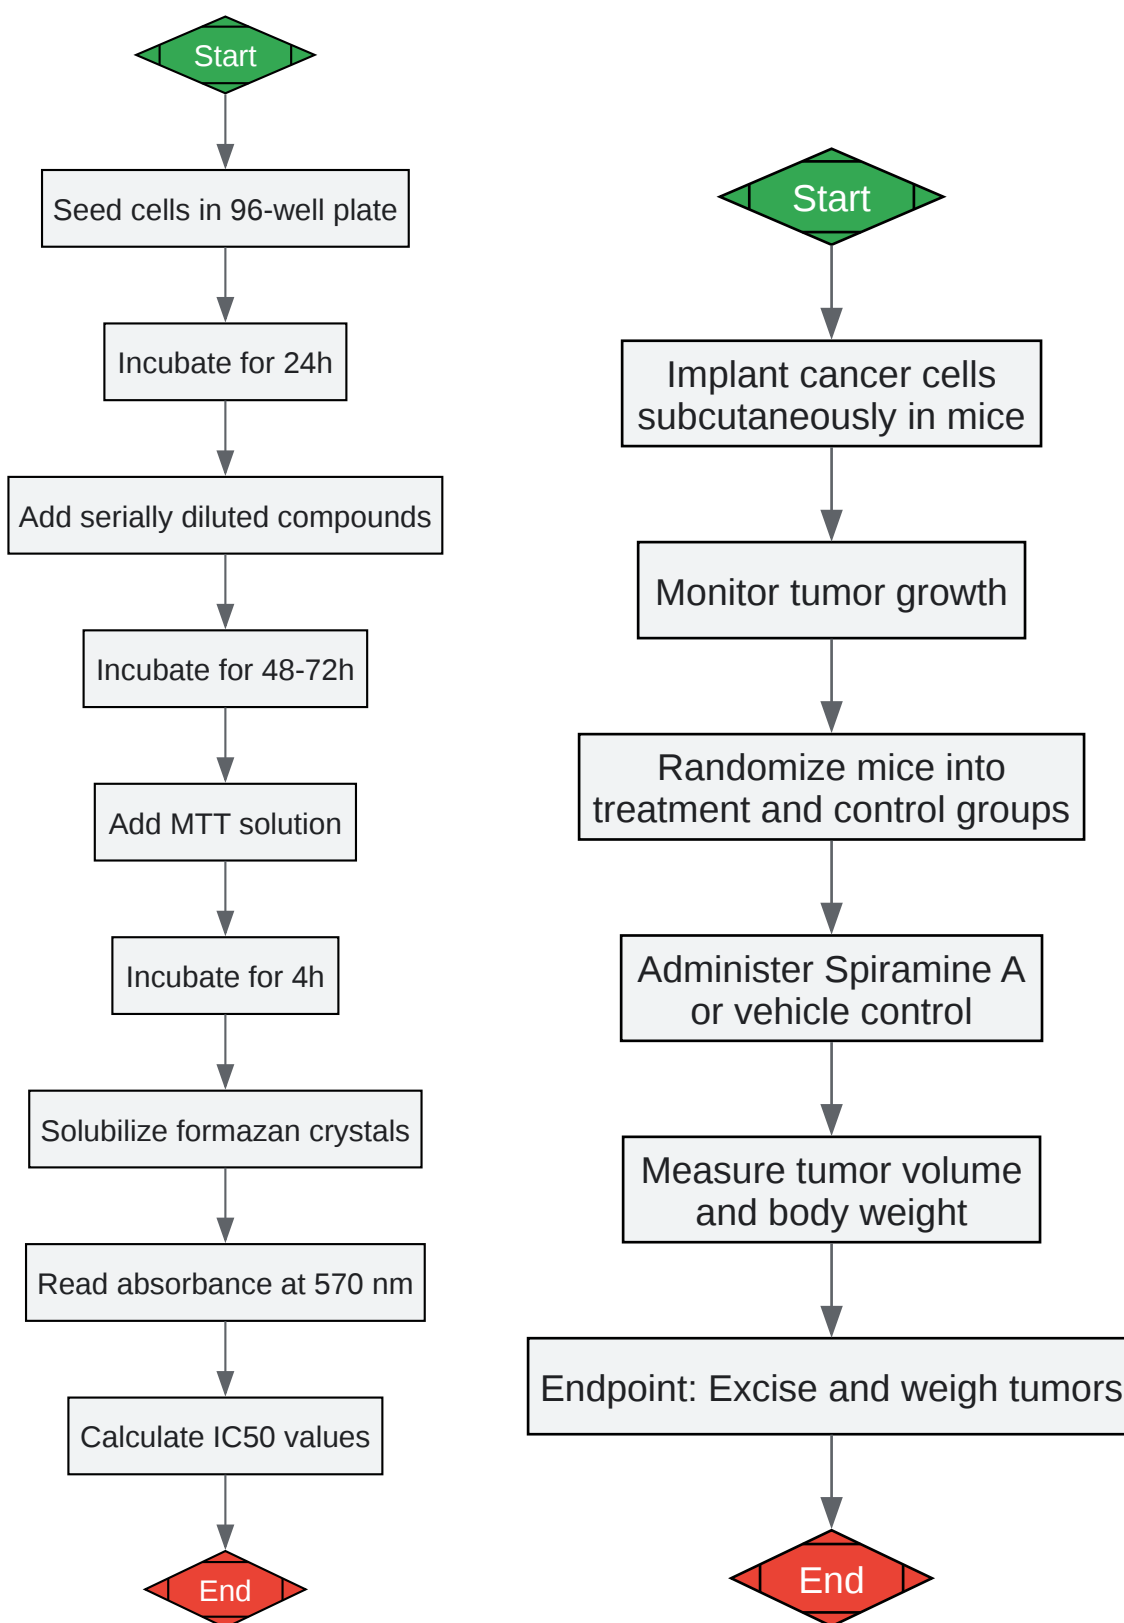 Start
Seed cells in 96-well plate
Incubate for 24h
Add serially diluted compounds
Incubate for 48-72h
Add MTT solution
Incubate for 4h
Solubilize formazan crystals
Read absorbance at 570 nm
Calculate IC50 values
End
Start
Implant cancer cells
subcutaneously in mice
Monitor tumor growth
Randomize mice into
treatment and control groups
Administer Spiramine A
or vehicle control
Measure tumor volume
and body weight
Endpoint: Excise and weigh tumors
End